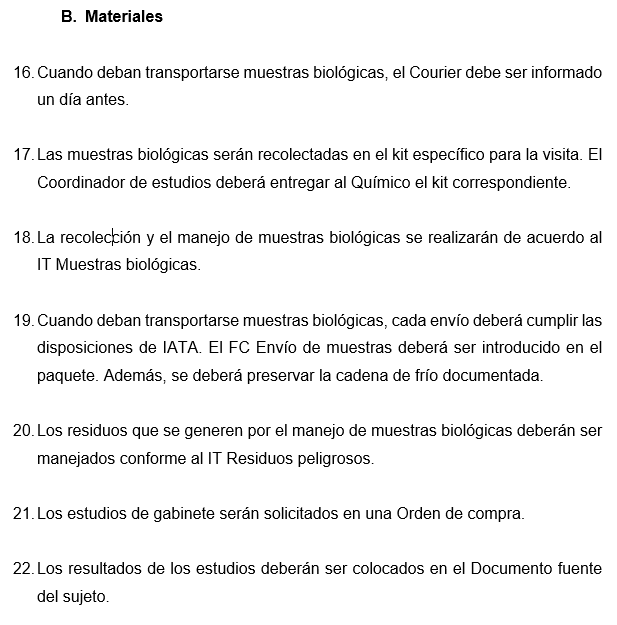 B. Materiales
16. Cuando deban transportarse muestras biológicas, el Courier debe ser informado
un día antes.
17. Las muestras biológicas serán recolectadas en el kit específico para la visita. El
Coordinador de estudios deberá entregar al Químico el kit correspondiente.
18. La recolección y el manejo de muestras biológicas se realizarán de acuerdo al
IT Muestras biológicas.
19. Cuando deban transportarse muestras biológicas, cada envío deberá cumplir las
disposiciones de IATA. El FC Envío de muestras deberá ser introducido en el
paquete. Además, se deberá preservar la cadena de frío documentada.
20. Los residuos que se generen por el manejo de muestras biológicas deberán ser
manejados conforme al IT Residuos peligrosos.
21. Los estudios de gabinete serán solicitados en una Orden de compra.
22. Los resultados de los estudios deberán ser colocados en el Documento fuente
del sujeto.